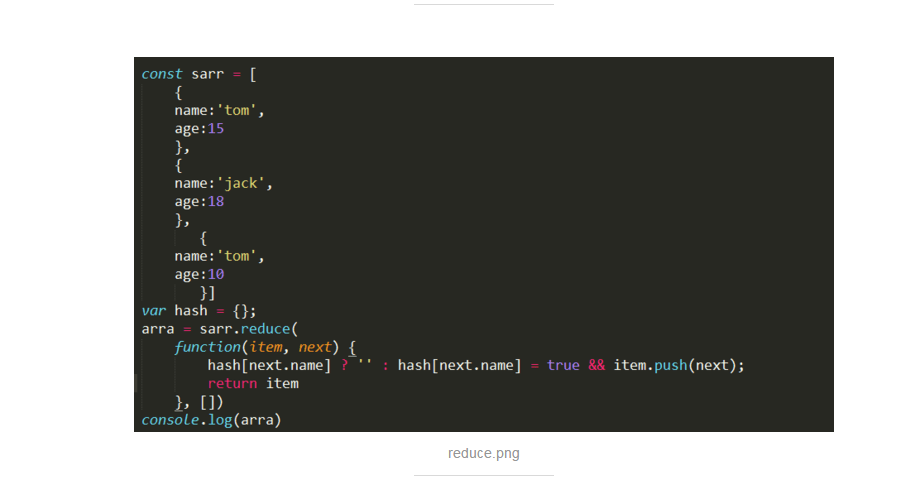 const sarr = [
{
name:'tom',
age:15
},
{
name:'jack',
age:18
},
{
name:'tom',
age:10
}]
var hash = {};
arra = sarr.reduce(
function(item, next) {
hash[next.name] ? '' : hash[next.name] = true && item.push(next);
return item
}, [])
console.log(arra)
reduce.png